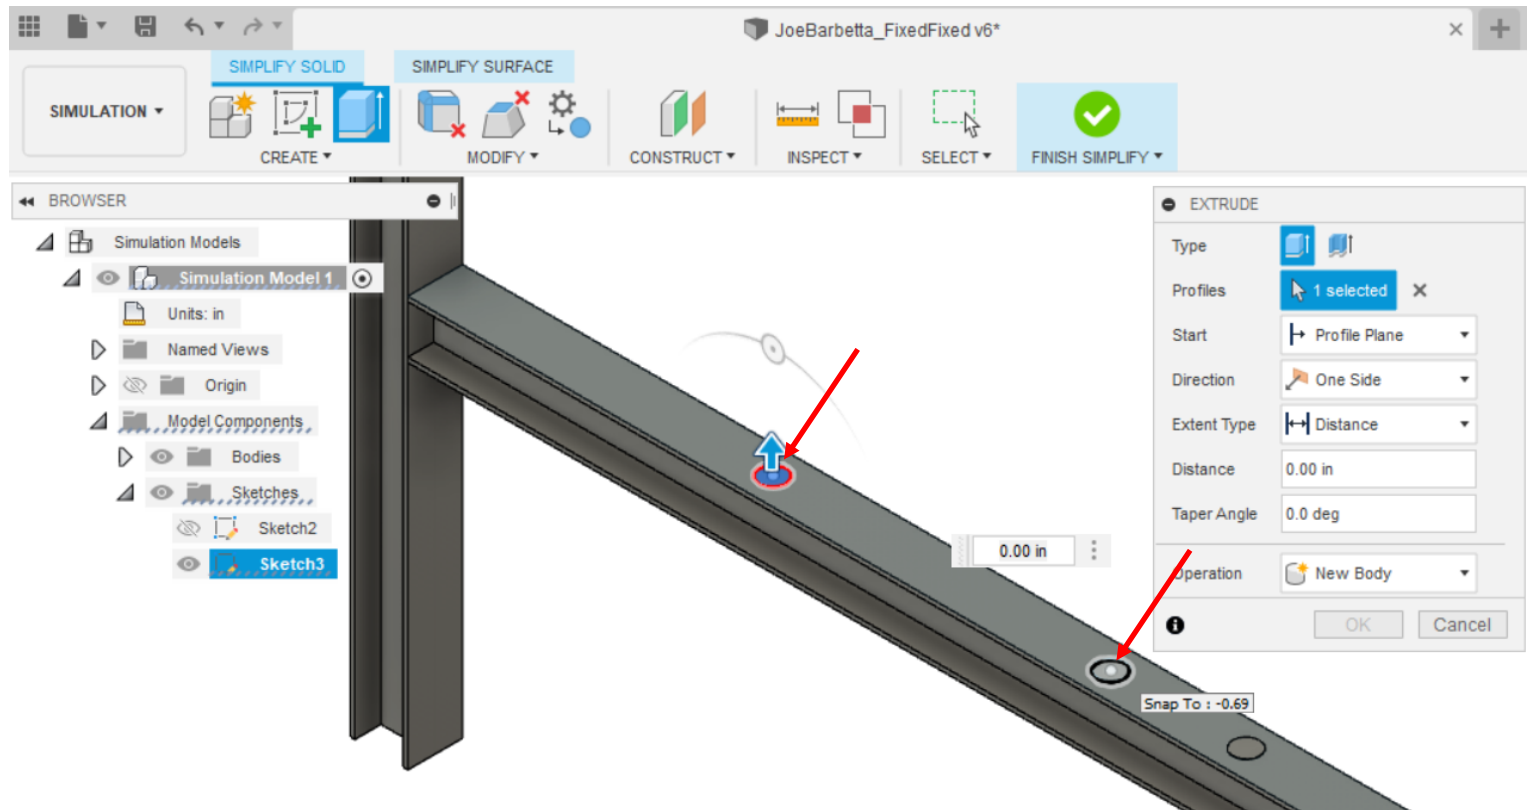 JoeBarbetta_FixedFixed v6*
SIMPLIFY SOLID
SIMPLIFY SURFACE
SIMULATION
CREATE
MODIFY
CONSTRUCT
INSPECT
SELECT
FINISH SIMPLIFY
BROWSER
Simulation Models
Simulation Model 1
Units: in
Named Views
Origin
Model Components
Bodies
Sketches
Sketch2
Sketch3
0.00 in
Snap To : -0.69
EXTRUDE
Type
Profiles 1 selected
Start Profile Plane
Direction One Side
Extent Type Distance
Distance 0.00 in
Taper Angle 0.0 deg
Operation New Body
OK Cancel